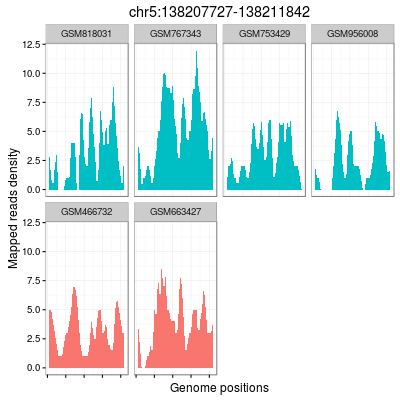 chr5:138207727-138211842
GSM818031 GSM767343 GSM753429 GSM956008
12.5
10.0
7.5
5.0
2.5
0.0
Mapped reads density
GSM466732 GSM663427
12.5
10.0
7.5
5.0
2.5
0.0
Genome positions